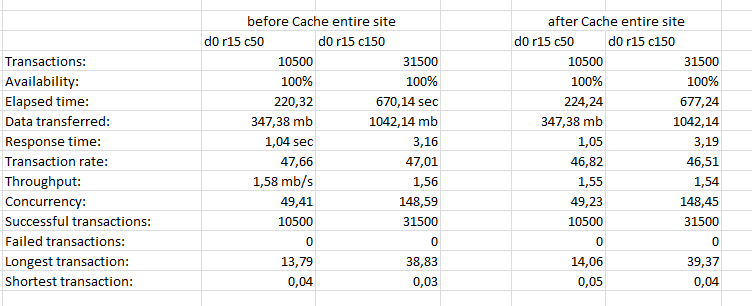 before Cache entire site after Cache entire site
d0 r15 c50 d0 r15 c150 d0 r15 c50 d0 r15 c150
Transactions: 10500 31500 10500 31500
Availability: 100% 100% 100% 100%
Elapsed time: 220,32 670,14 sec 224,24 677,24
Data transferred: 347,38 mb 1042,14 mb 347,38 mb 1042,14
Response time: 1,04 sec 3,16 1,05 3,19
Transaction rate: 47,66 47,01 46,82 46,51
Throughput: 1,58 mb/s 1,56 1,55 1,54
Concurrency: 49,41 148,59 49,23 148,45
Successful transactions: 10500 31500 10500 31500
Failed transactions: 0 0 0 0
Longest transaction: 13,79 38,83 14,06 39,37
Shortest transaction: 0,04 0,03 0,05 0,04